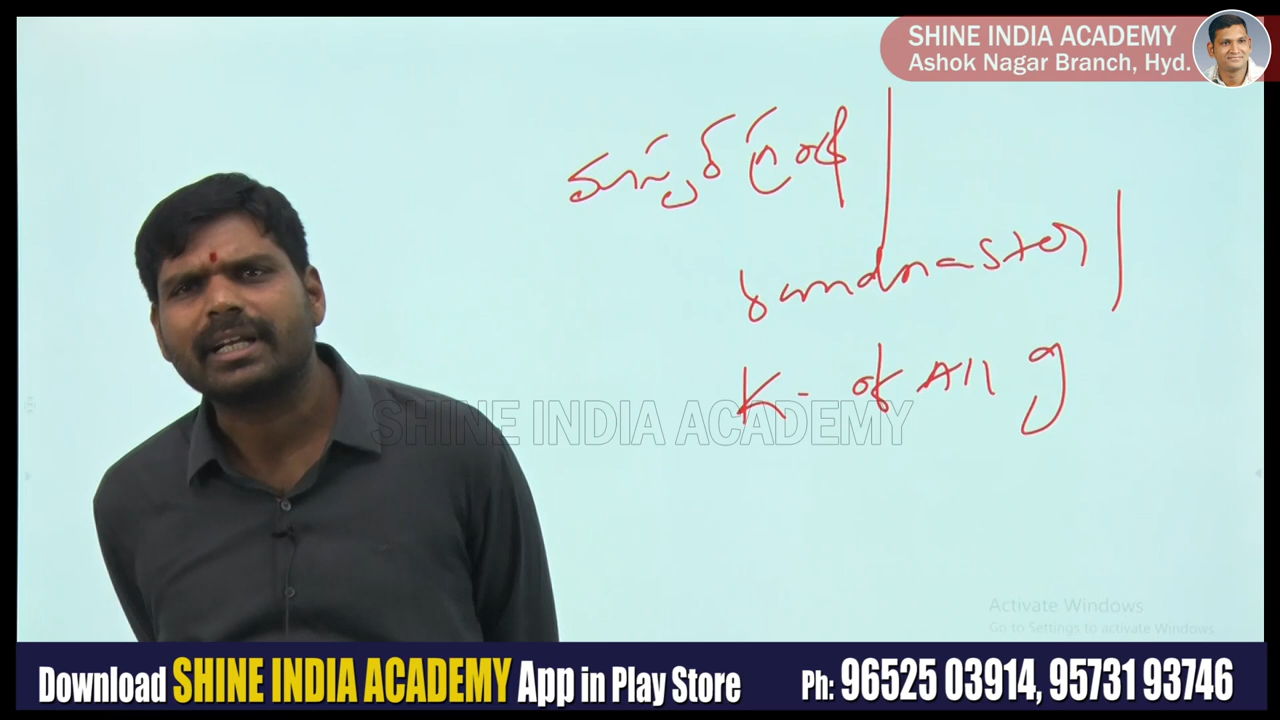 SHINE INDIA ACADEMY
Ashok Nagar Branch, Hyd.
మాస్టర్ గ్రంథి
bandmaster
K- of All g
SHINE INDIA ACADEMY
Activate Windows
Go to Settings to activate Windows
Download SHINE INDIA ACADEMY App in Play Store
Ph: 96525 03914, 95731 93746